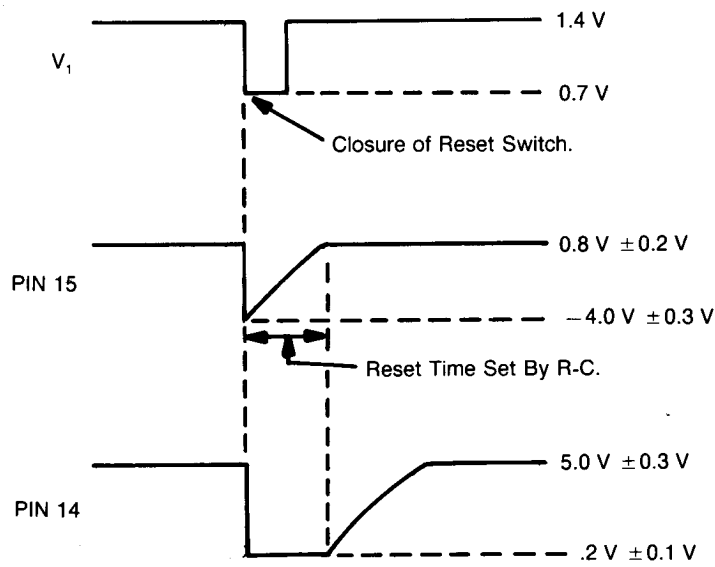 1.4 V
V₁
0.7 V
Closure of Reset Switch.
0.8 V ±0.2 V
PIN 15
−4.0 V ±0.3 V
Reset Time Set By R-C.
5.0 V ±0.3 V
PIN 14
.2 V ±0.1 V